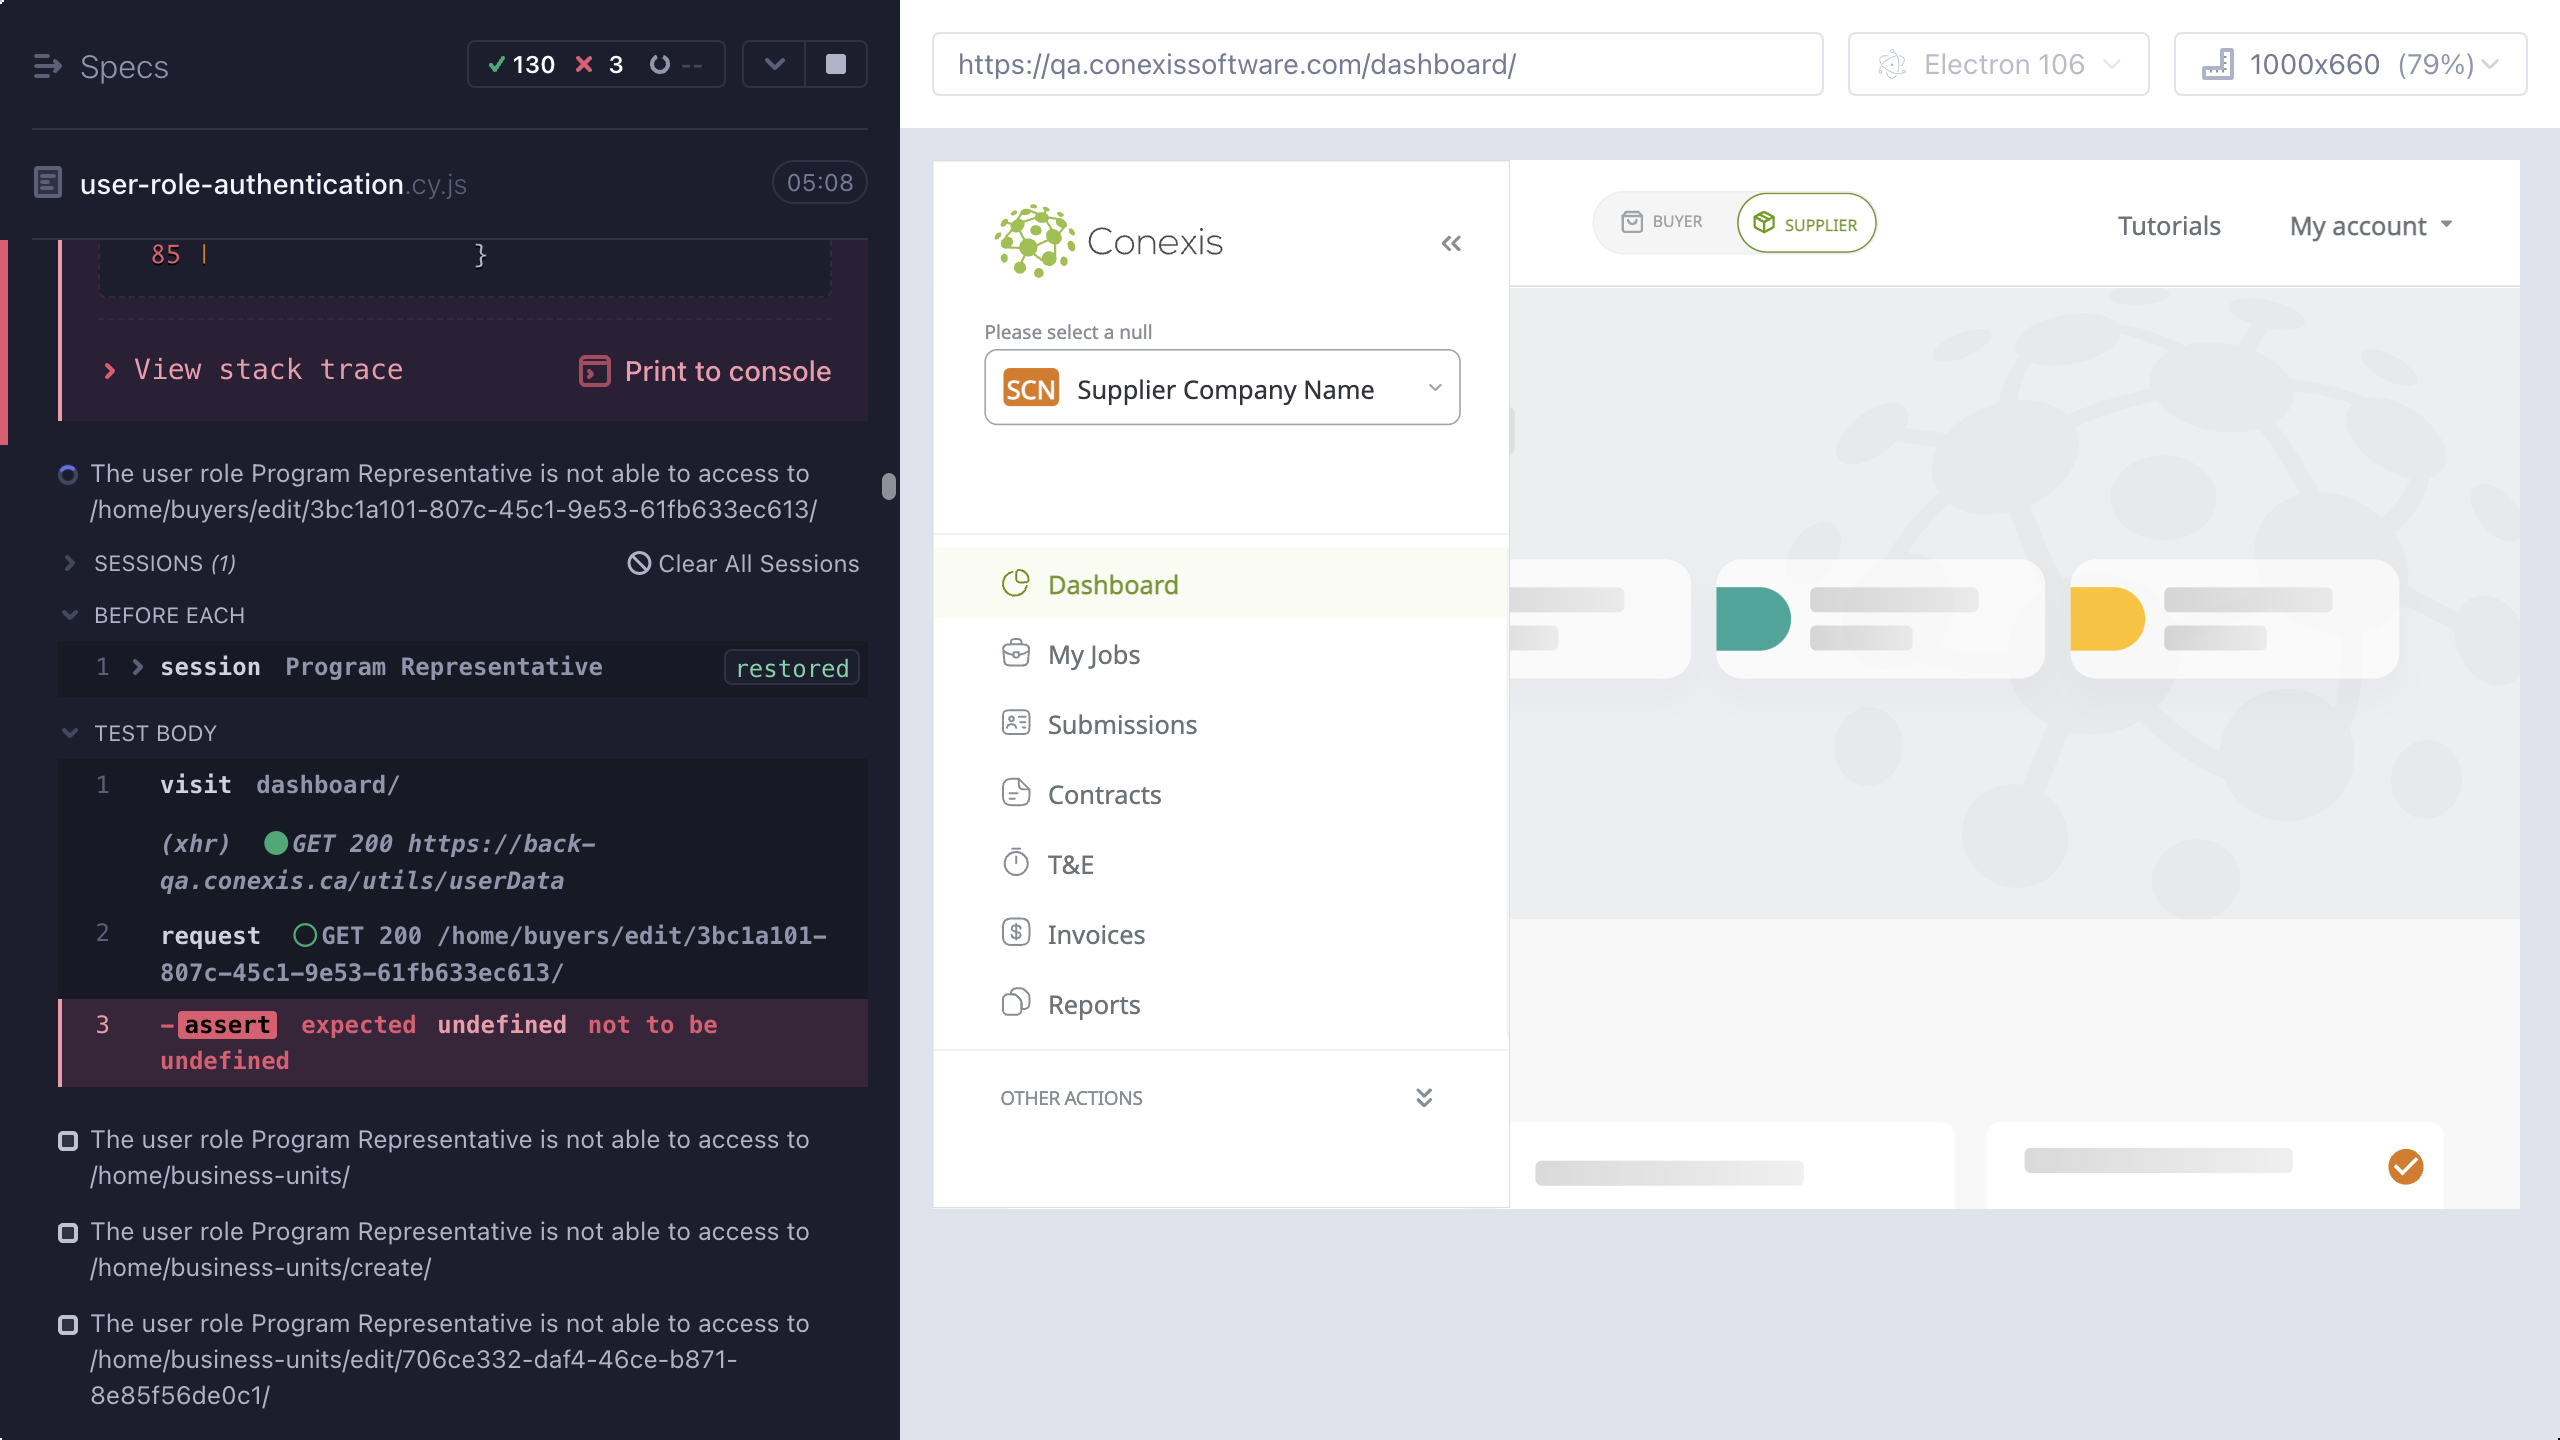 Specs
130 3 --
user-role-authentication.cy.js
05:08
85 | }
View stack trace
Print to console
The user role Program Representative is not able to access to
/home/buyers/edit/3bc1a101-807c-45c1-9e53-61fb633ec613/
SESSIONS (1)
Clear All Sessions
BEFORE EACH
1 session Program Representative restored
TEST BODY
1 visit dashboard/
(xhr) GET 200 https://back-
qa.conexis.ca/utils/userData
2 request GET 200 /home/buyers/edit/3bc1a101-
807c-45c1-9e53-61fb633ec613/
3 -assert expected undefined not to be
undefined
The user role Program Representative is not able to access to
/home/business-units/
The user role Program Representative is not able to access to
/home/business-units/create/
The user role Program Representative is not able to access to
/home/business-units/edit/706ce332-daf4-46ce-b871-
8e85f56de0c1/
https://qa.conexissoftware.com/dashboard/
Electron 106
1000x660 (79%)
Conexis
BUYER
SUPPLIER
Tutorials
My account
Please select a null
SCN Supplier Company Name
Dashboard
My Jobs
Submissions
Contracts
T&E
Invoices
Reports
OTHER ACTIONS